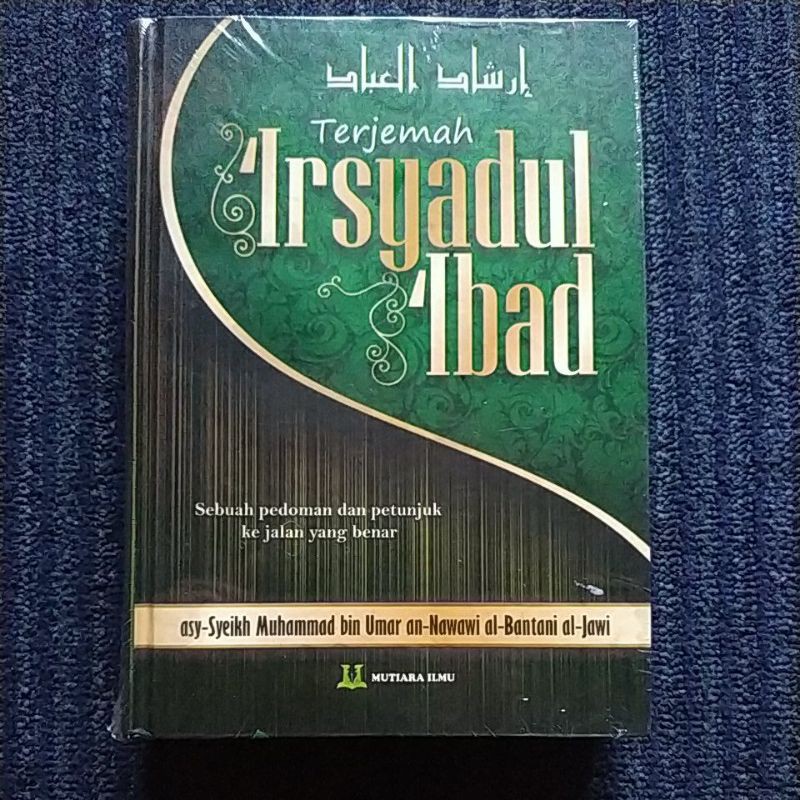 إرشاد العباد
Terjemah
'Irsyadul
'Ibad
Sebuah pedoman dan petunjuk
ke jalan yang benar
asy-Syeikh Muhammad bin Umar an-Nawawi al-Bantani al-Jawi
MUTIARA ILMU